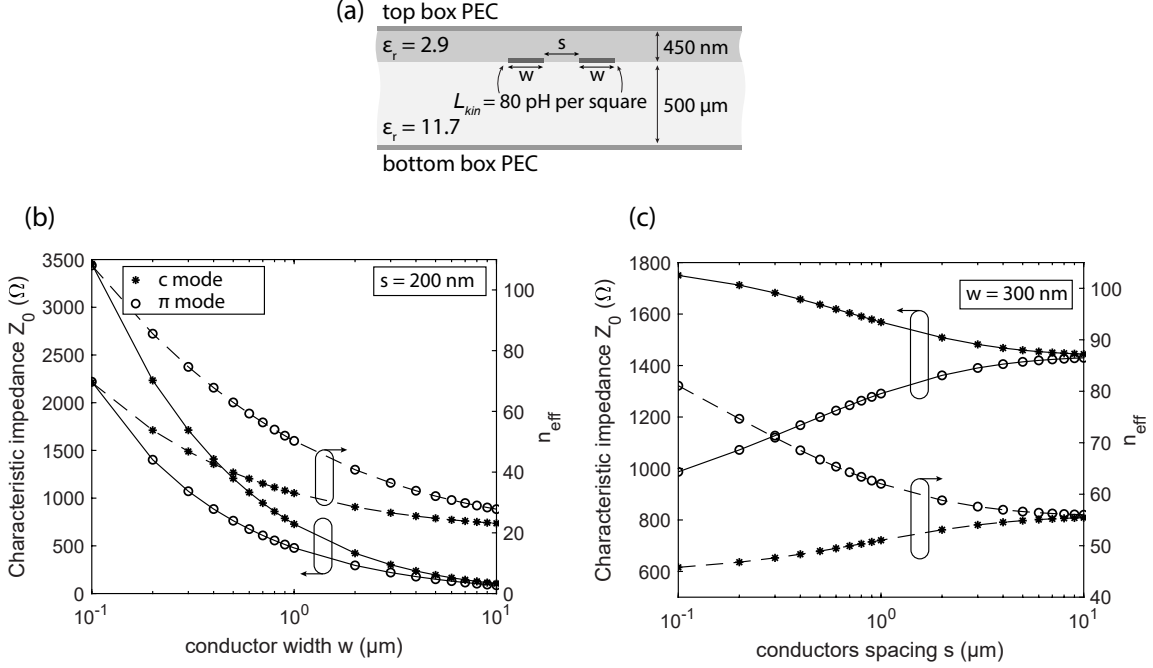 (a)
top box PEC
εr = 2.9
s
450 nm
w
w
Lkin = 80 pH per square
500 μm
εr = 11.7
bottom box PEC
(b)
3500
3000
2500
2000
1500
1000
500
0
Characteristic impedance Z0 (Ω)
c mode
π mode
s = 200 nm
100
80
60
40
20
0
neff
10-1
100
101
conductor width w (μm)
(c)
1800
1600
1400
1200
1000
800
600
Characteristic impedance Z0 (Ω)
w = 300 nm
100
90
80
70
60
50
40
neff
10-1
100
101
conductors spacing s (μm)